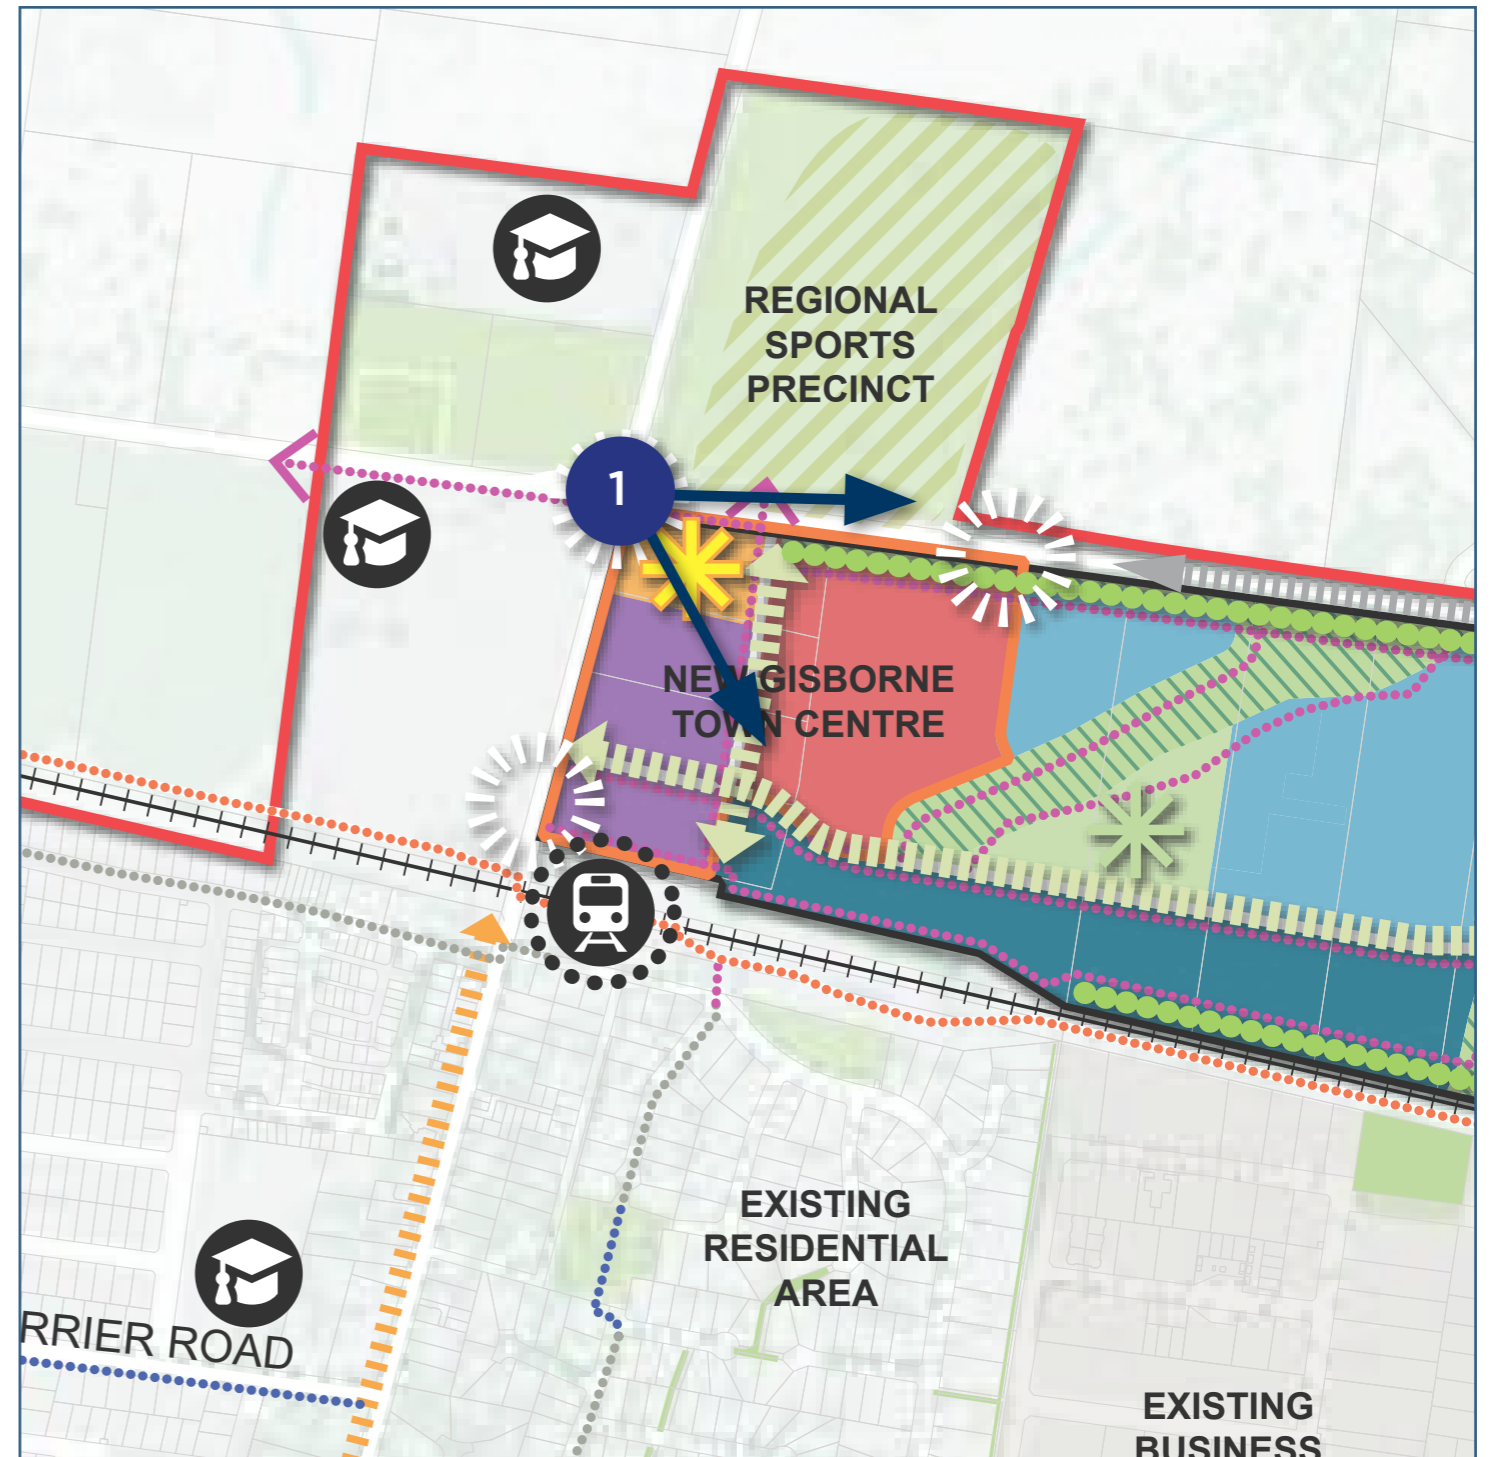 REGIONAL
SPORTS
PRECINCT
1
NEW GISBORNE
TOWN CENTRE
EXISTING
RESIDENTIAL
AREA
RRIER ROAD
EXISTING
BUSINESS